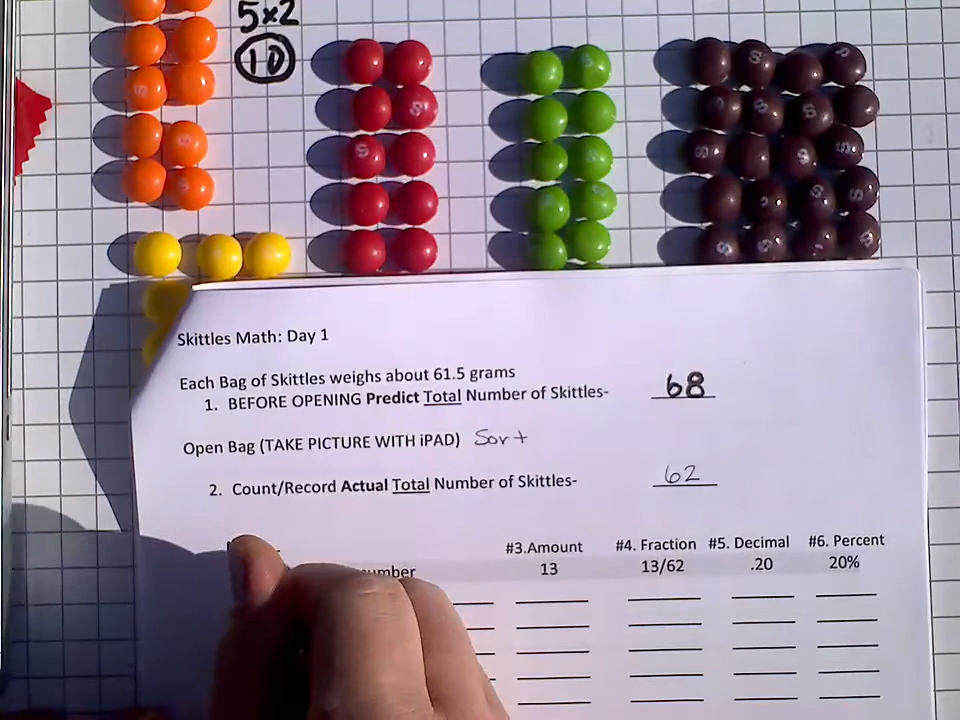 5x2
10
Skittles Math: Day 1
Each Bag of Skittles weighs about 61.5 grams
1. BEFORE OPENING Predict Total Number of Skittles- 68
Open Bag (TAKE PICTURE WITH iPAD) Sort
2. Count/Record Actual Total Number of Skittles- 62
#3.Amount #4. Fraction #5. Decimal #6. Percent
13 13/62 .20 20%